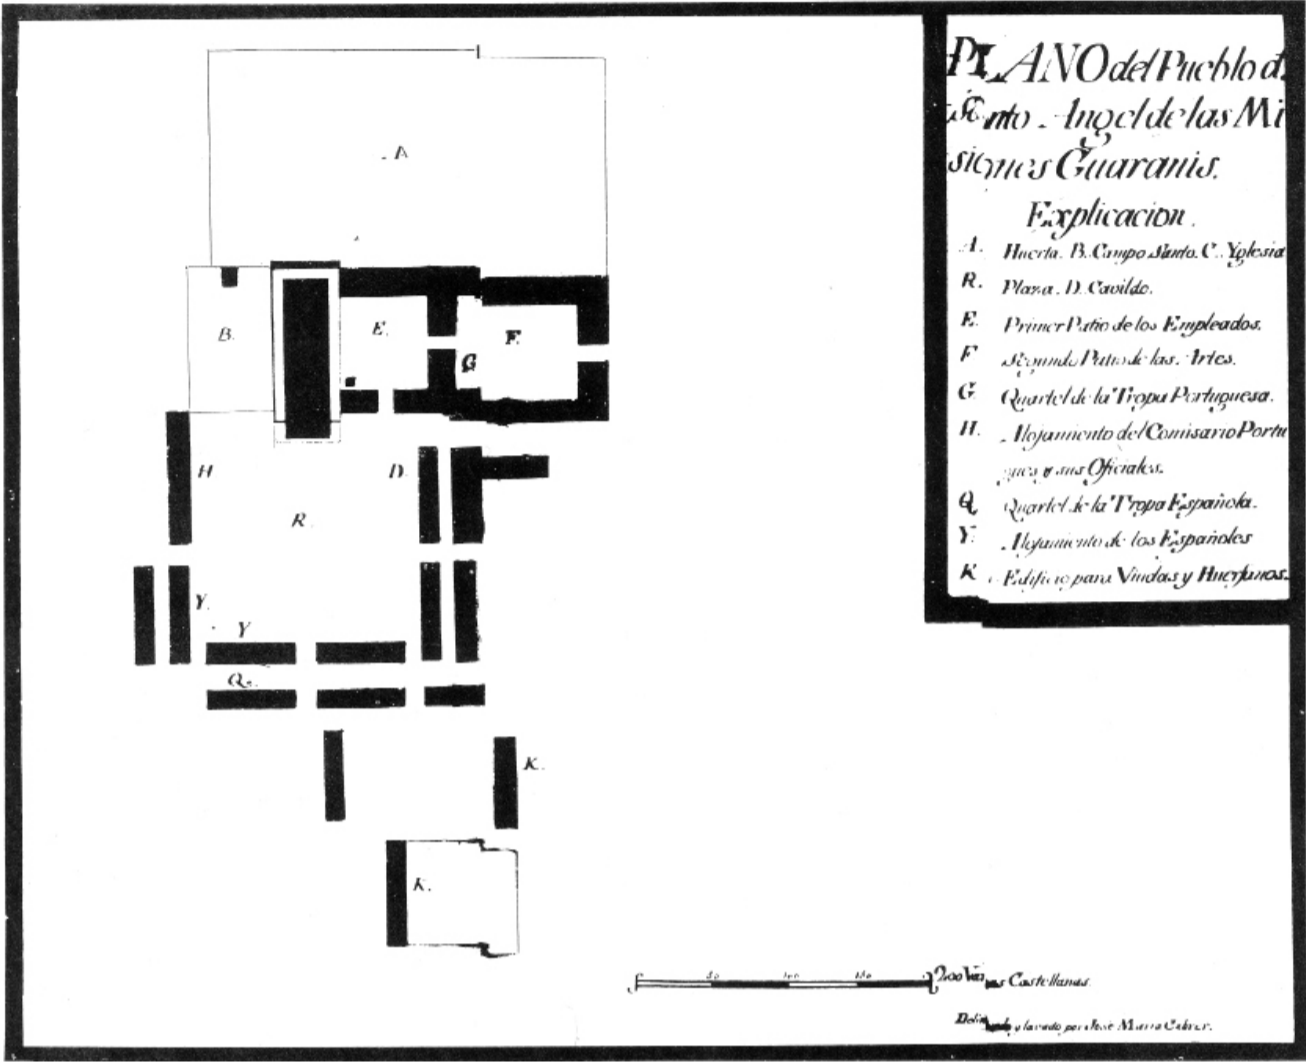 PLANO del Pueblo d.
Santo Angel de las Mi
siones Guaranis.
Explicacion.
A. Huerta. B. Campo Santo. C. Yglesia
R. Plaza. D. Cavildo.
E. Primer Patio de los Empleados.
F Segundo Patio de las Artes.
G. Quartel de la Tropa Portuguesa.
H. Alojamiento del Comisario Portu
gues y sus Oficiales.
Q Quartel de la Tropa Española.
Y. Alojamiento de los Españoles
K Edificio para Viudas y Huerfanos.
A
B.
E.
F.
G
H
D.
R.
Y.
Y
Q.
K.
K.
50 100 150 200 Varas Castellanas.
y lavado por José Maria Cabrer.